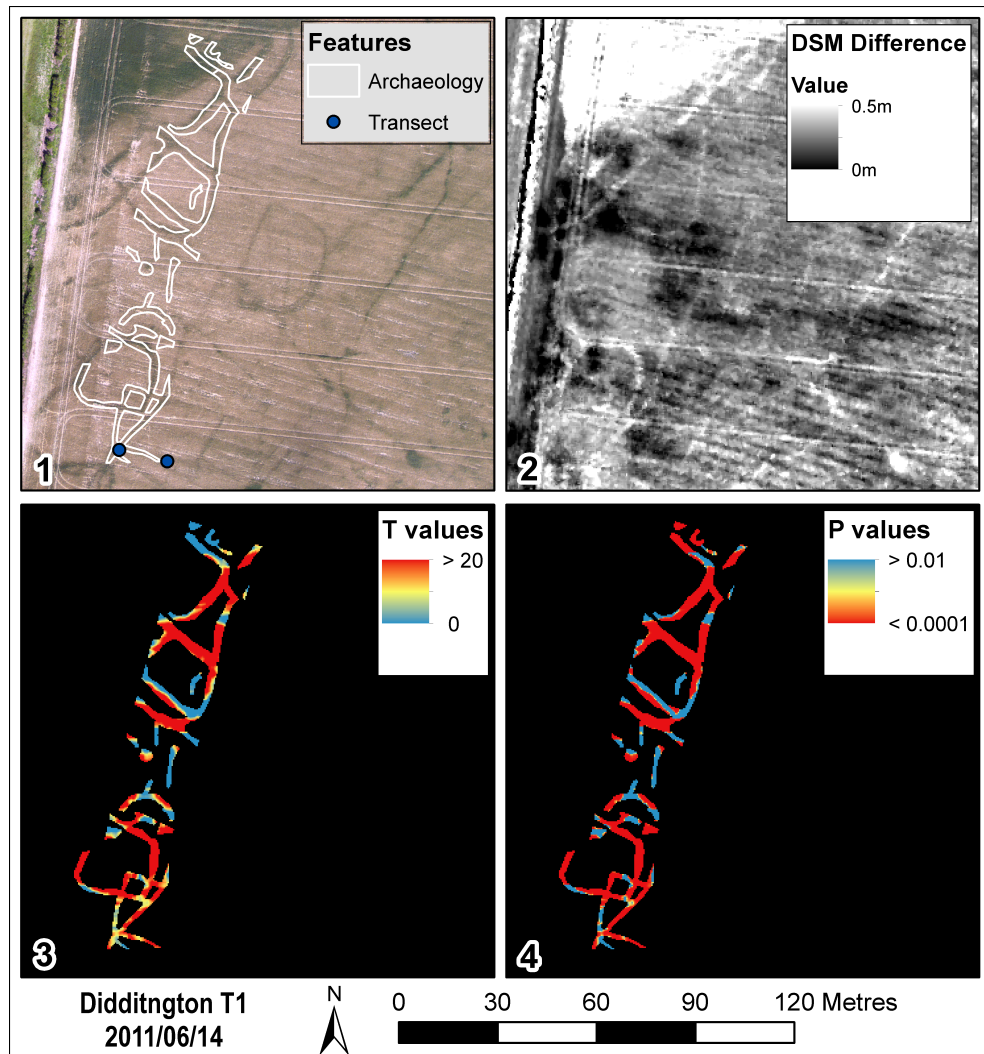 Features
Archaeology
Transect
1
DSM Difference
Value
0.5m
0m
2
T values
> 20
0
3
P values
> 0.01
< 0.0001
4
Didditngton T1
2011/06/14
N
0 30 60 90 120 Metres